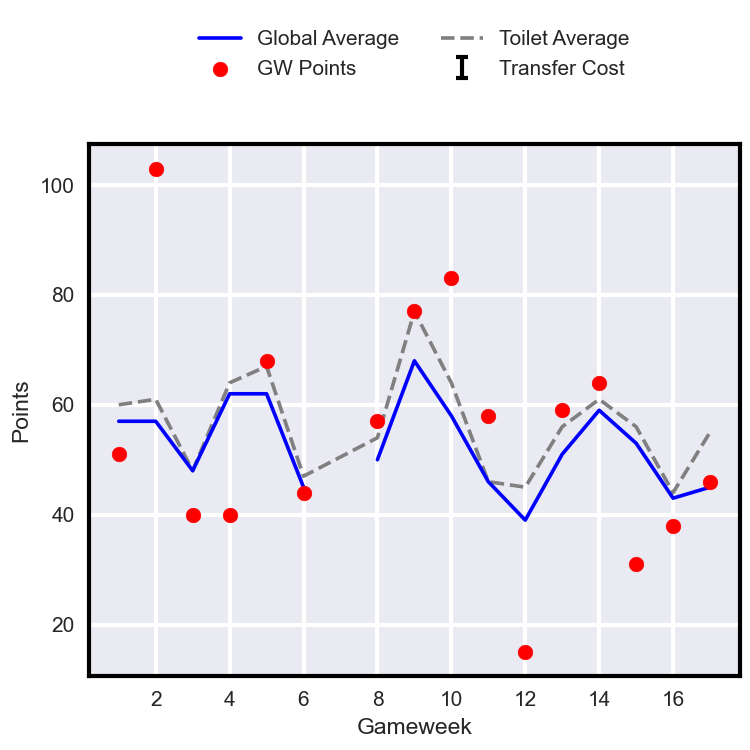 Global Average
Toilet Average
GW Points
Transfer Cost
100
80
60
40
20
Points
2 4 6 8 10 12 14 16
Gameweek